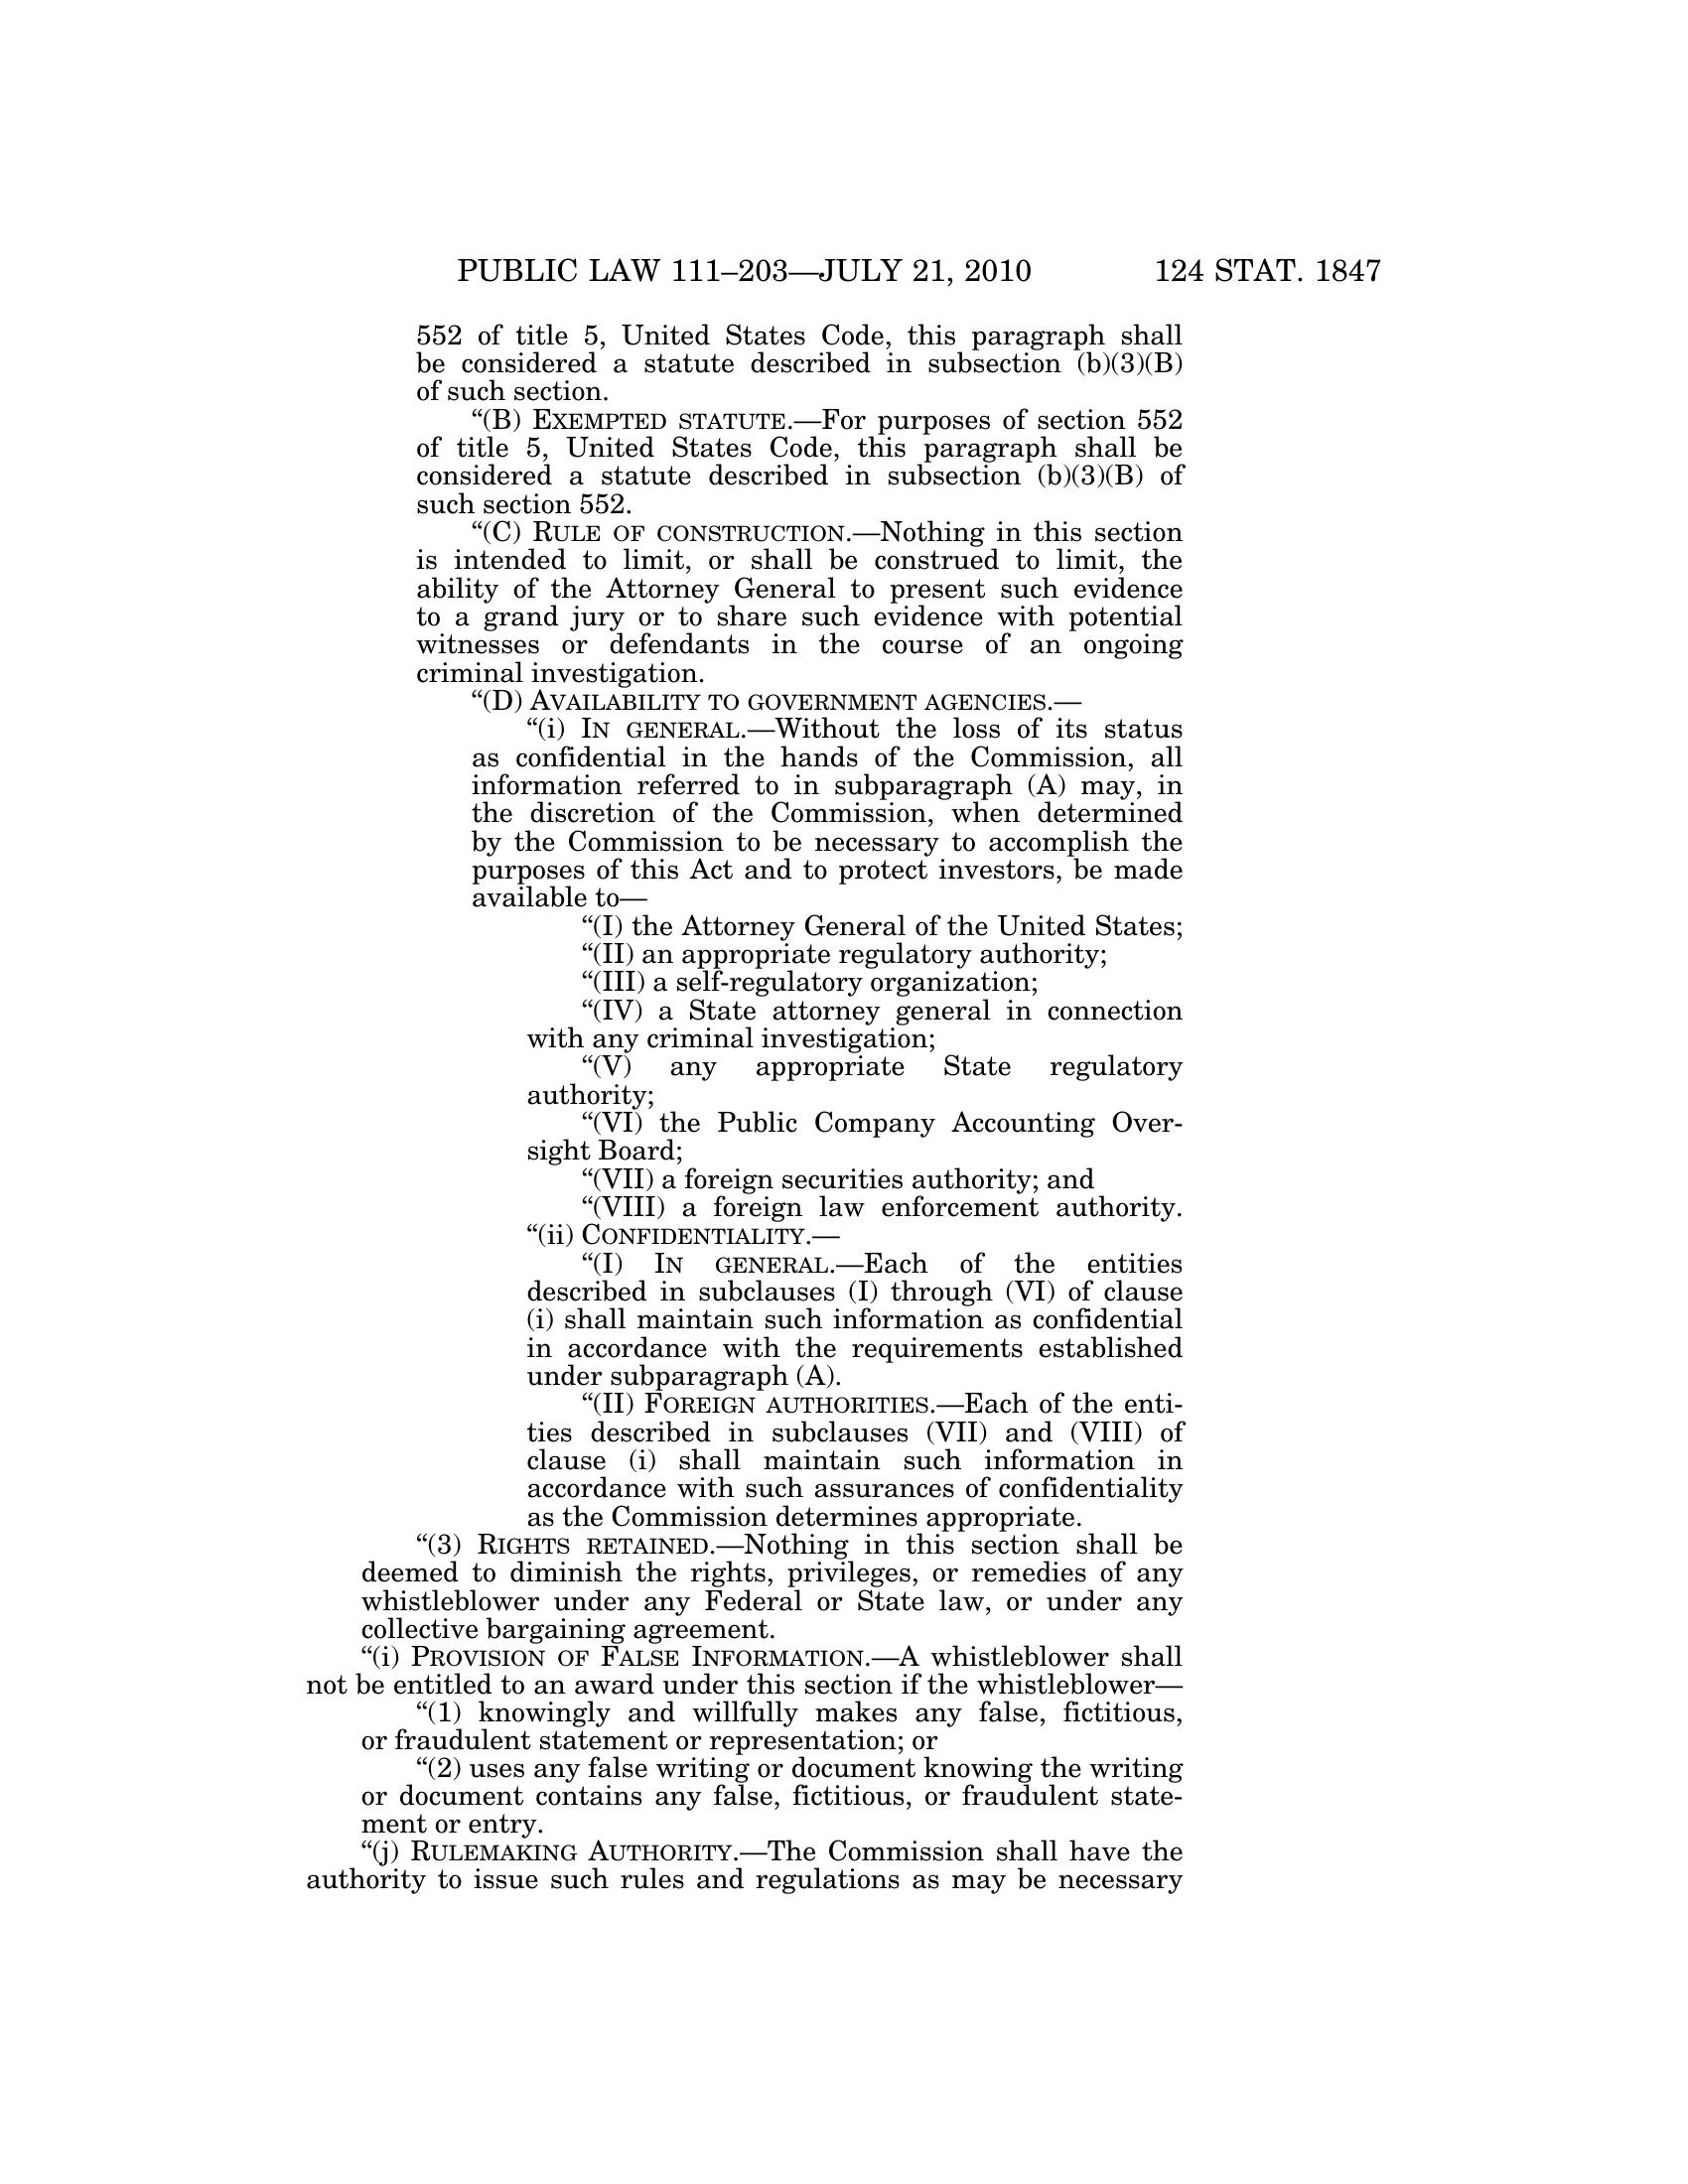 PUBLIC LAW 111–203—JULY 21, 2010 124 STAT. 1847
552 of title 5, United States Code, this paragraph shall
be considered a statute described in subsection (b)(3)(B)
of such section.
“(B) EXEMPTED STATUTE.—For purposes of section 552
of title 5, United States Code, this paragraph shall be
considered a statute described in subsection (b)(3)(B) of
such section 552.
“(C) RULE OF CONSTRUCTION.—Nothing in this section
is intended to limit, or shall be construed to limit, the
ability of the Attorney General to present such evidence
to a grand jury or to share such evidence with potential
witnesses or defendants in the course of an ongoing
criminal investigation.
“(D) AVAILABILITY TO GOVERNMENT AGENCIES.—
“(i) IN GENERAL.—Without the loss of its status
as confidential in the hands of the Commission, all
information referred to in subparagraph (A) may, in
the discretion of the Commission, when determined
by the Commission to be necessary to accomplish the
purposes of this Act and to protect investors, be made
available to—
“(I) the Attorney General of the United States;
“(II) an appropriate regulatory authority;
“(III) a self-regulatory organization;
“(IV) a State attorney general in connection
with any criminal investigation;
“(V) any appropriate State regulatory
authority;
“(VI) the Public Company Accounting Over-
sight Board;
“(VII) a foreign securities authority; and
“(VIII) a foreign law enforcement authority.
“(ii) CONFIDENTIALITY.—
“(I) IN GENERAL.—Each of the entities
described in subclauses (I) through (VI) of clause
(i) shall maintain such information as confidential
in accordance with the requirements established
under subparagraph (A).
“(II) FOREIGN AUTHORITIES.—Each of the enti-
ties described in subclauses (VII) and (VIII) of
clause (i) shall maintain such information in
accordance with such assurances of confidentiality
as the Commission determines appropriate.
“(3) RIGHTS RETAINED.—Nothing in this section shall be
deemed to diminish the rights, privileges, or remedies of any
whistleblower under any Federal or State law, or under any
collective bargaining agreement.
“(i) PROVISION OF FALSE INFORMATION.—A whistleblower shall
not be entitled to an award under this section if the whistleblower—
“(1) knowingly and willfully makes any false, fictitious,
or fraudulent statement or representation; or
“(2) uses any false writing or document knowing the writing
or document contains any false, fictitious, or fraudulent state-
ment or entry.
“(j) RULEMAKING AUTHORITY.—The Commission shall have the
authority to issue such rules and regulations as may be necessary